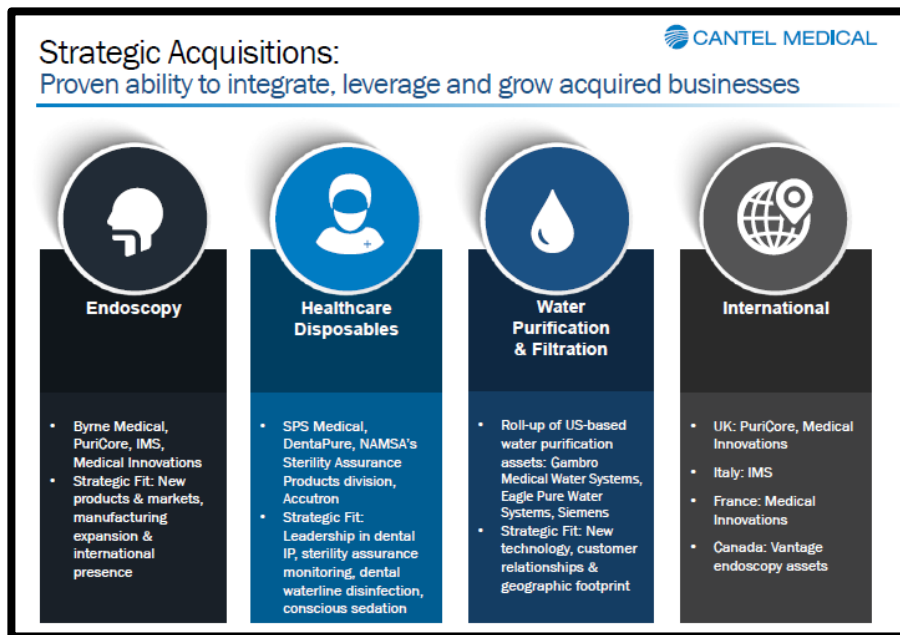 CANTEL MEDICAL
Strategic Acquisitions:
Proven ability to integrate, leverage and grow acquired businesses
Endoscopy
• Byrne Medical,
PuriCore, IMS,
Medical Innovations
• Strategic Fit: New
products & markets,
manufacturing
expansion &
international
presence
Healthcare
Disposables
• SPS Medical,
DentaPure, NAMSA's
Sterility Assurance
Products division,
Accutron
• Strategic Fit:
Leadership in dental
IP, sterility assurance
monitoring, dental
waterline disinfection,
conscious sedation
Water
Purification
& Filtration
• Roll-up of US-based
water purification
assets: Gambro
Medical Water Systems,
Eagle Pure Water
Systems, Siemens
• Strategic Fit: New
technology, customer
relationships &
geographic footprint
International
• UK: PuriCore, Medical
Innovations
• Italy: IMS
• France: Medical
Innovations
• Canada: Vantage
endoscopy assets